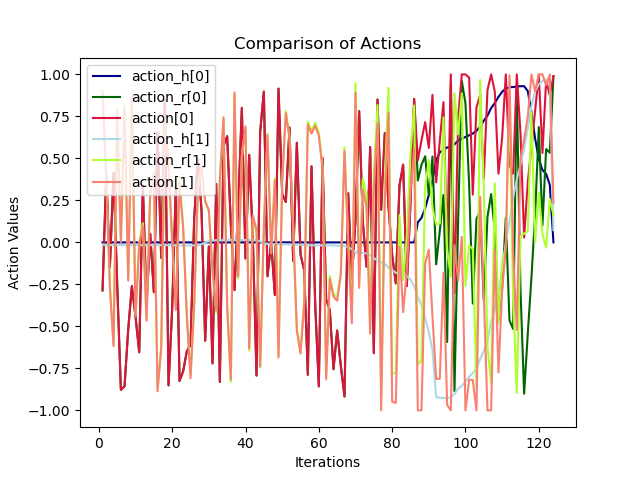 Comparison of Actions
action_h[0]
action_r[0]
action[0]
action_h[1]
action_r[1]
action[1]
Action Values
1.00
0.75
0.50
0.25
0.00
−0.25
−0.50
−0.75
−1.00
0 20 40 60 80 100 120
Iterations